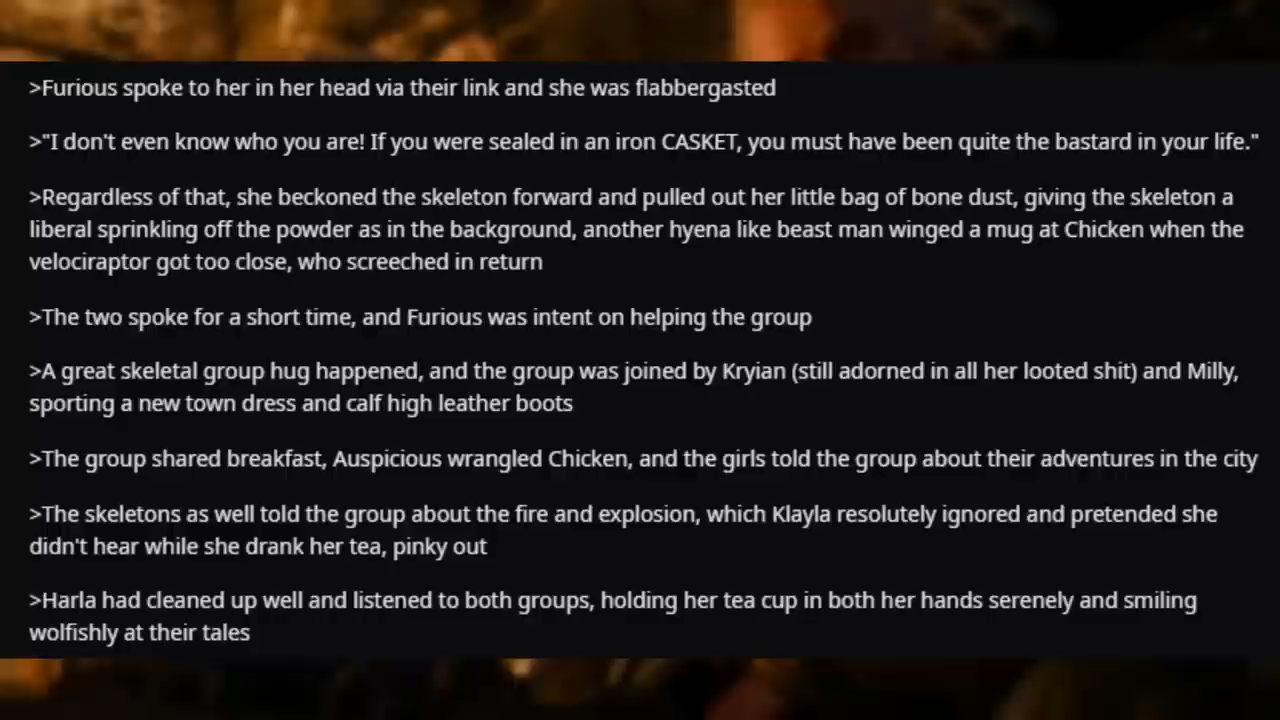 >Furious spoke to her in her head via their link and she was flabbergasted
>"I don't even know who you are! If you were sealed in an iron CASKET, you must have been quite the bastard in your life."
>Regardless of that, she beckoned the skeleton forward and pulled out her little bag of bone dust, giving the skeleton a
liberal sprinkling off the powder as in the background, another hyena like beast man winged a mug at Chicken when the
velociraptor got too close, who screeched in return
>The two spoke for a short time, and Furious was intent on helping the group
>A great skeletal group hug happened, and the group was joined by Kryian (still adorned in all her looted shit) and Milly,
sporting a new town dress and calf high leather boots
>The group shared breakfast, Auspicious wrangled Chicken, and the girls told the group about their adventures in the city
>The skeletons as well told the group about the fire and explosion, which Klayla resolutely ignored and pretended she
didn't hear while she drank her tea, pinky out
>Harla had cleaned up well and listened to both groups, holding her tea cup in both her hands serenely and smiling
wolfishly at their tales